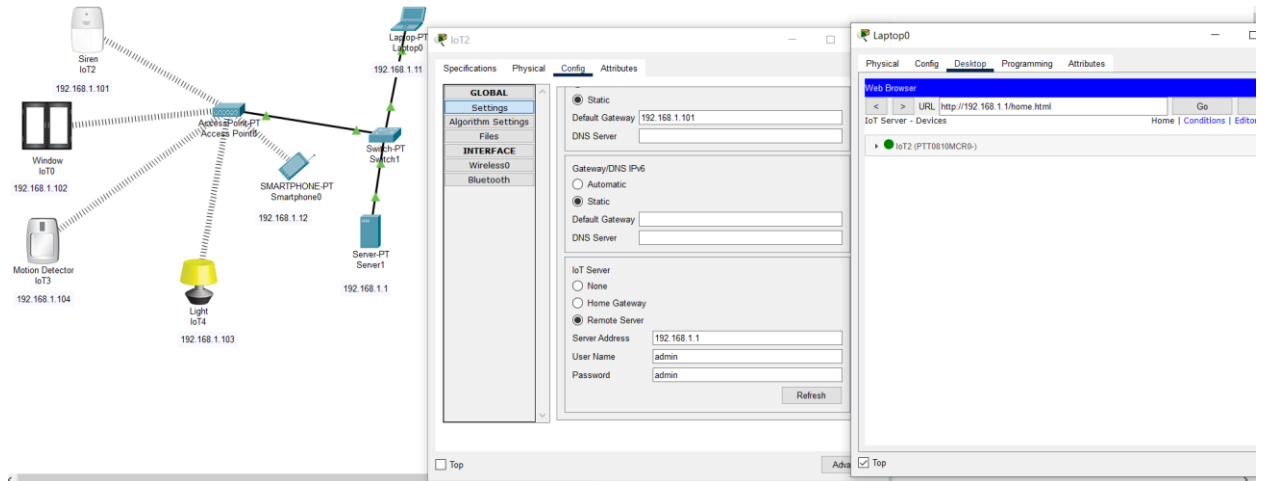 Siren
IoT2
192.168.1.101
Window
IoT0
192.168.1.102
Motion Detector
IoT3
192.168.1.104
Light
IoT4
192.168.1.103
AccessPoint-PT
Access Point0
SMARTPHONE-PT
Smartphone0
192.168.1.12
Laptop-PT
Laptop0
192.168.1.11
Switch-PT
Switch1
Server-PT
Server1
192.168.1.1
IoT2
Specifications Physical Config Attributes
GLOBAL
Settings
Algorithm Settings
Files
INTERFACE
Wireless0
Bluetooth
Static
Default Gateway 192.168.1.101
DNS Server
Gateway/DNS IPv6
Automatic
Static
Default Gateway
DNS Server
IoT Server
None
Home Gateway
Remote Server
Server Address 192.168.1.1
User Name admin
Password admin
Refresh
Top
Adva
Laptop0
Physical Config Desktop Programming Attributes
Web Browser
< > URL http://192.168.1.1/home.html Go
IoT Server - Devices Home | Conditions | Editor
IoT2 (PTT0810MCR0-)
Top